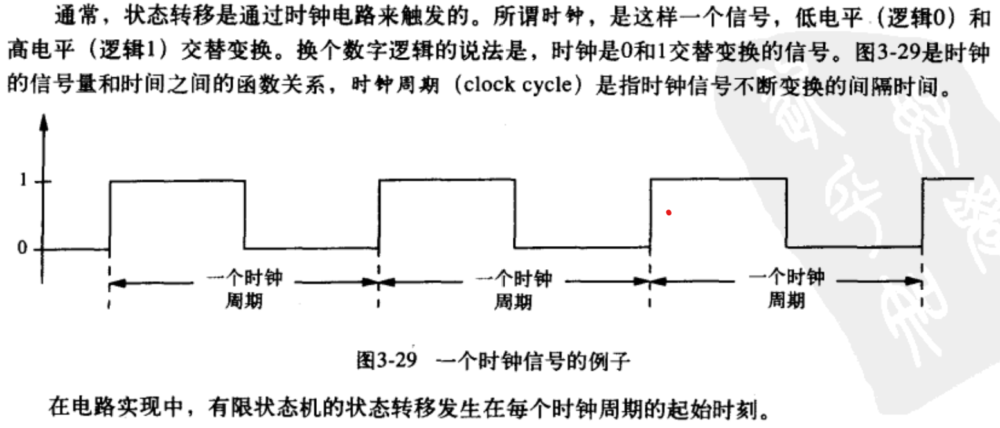 通常，状态转移是通过时钟电路来触发的。所谓时钟，是这样一个信号，低电平（逻辑0）和
高电平（逻辑1）交替变换。换个数字逻辑的说法是，时钟是0和1交替变换的信号。图3-29是时钟
的信号量和时间之间的函数关系，时钟周期（clock cycle）是指时钟信号不断变换的间隔时间。
1
0
一个时钟
周期
一个时钟
周期
一个时钟
周期
图3-29 一个时钟信号的例子
在电路实现中，有限状态机的状态转移发生在每个时钟周期的起始时刻。